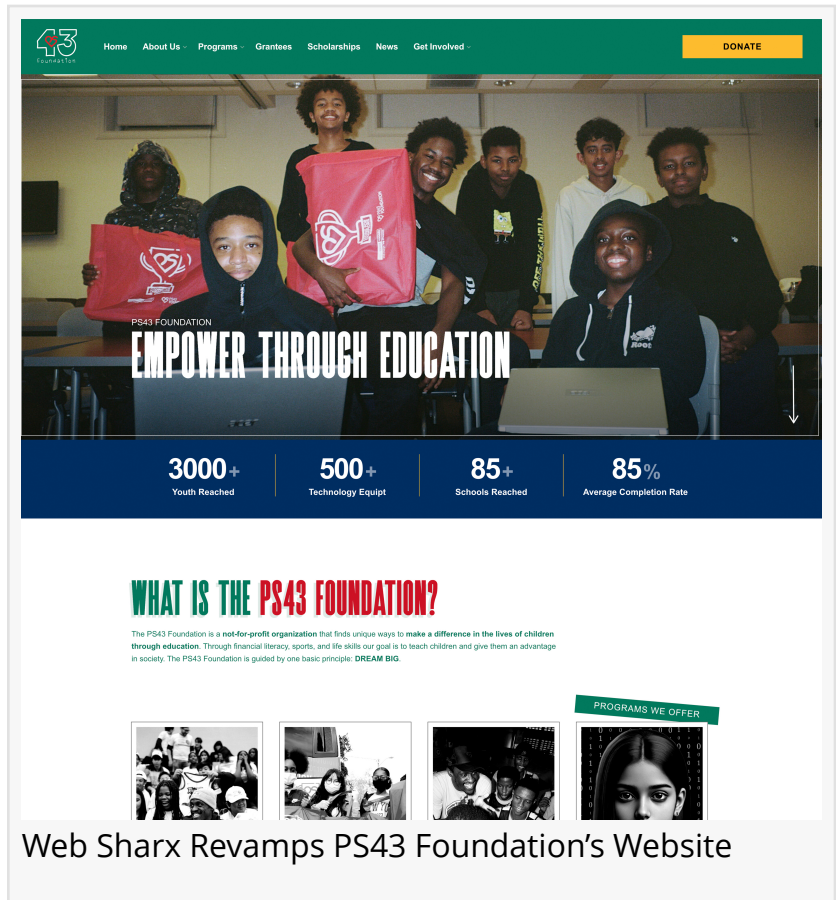 43
Foundation
Home About Us Programs Grantees Scholarships News Get Involved
DONATE
PS43 FOUNDATION
EMPOWER THROUGH EDUCATION
3000+ 500+ 85+ 85%
Youth Reached Technology Equipt Schools Reached Average Completion Rate
WHAT IS THE PS43 FOUNDATION?
The PS43 Foundation is a not-for-profit organization that finds unique ways to make a difference in the lives of children
through education. Through financial literacy, sports, and life skills our goal is to teach children and give them an advantage
in society. The PS43 Foundation is guided by one basic principle: DREAM BIG.
PROGRAMS WE OFFER
Web Sharx Revamps PS43 Foundation’s Website